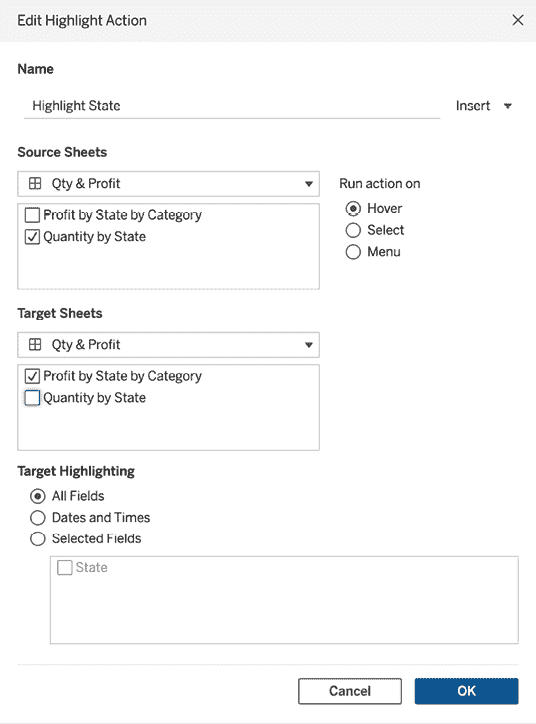 Edit Highlight Action
Name
Highlight State
Insert
Source Sheets
Qty & Profit
Run action on
Profit by State by Category
Hover
Quantity by State
Select
Menu
Target Sheets
Qty & Profit
Profit by State by Category
Quantity by State
Target Highlighting
All Fields
Dates and Times
Selected Fields
State
Cancel
OK